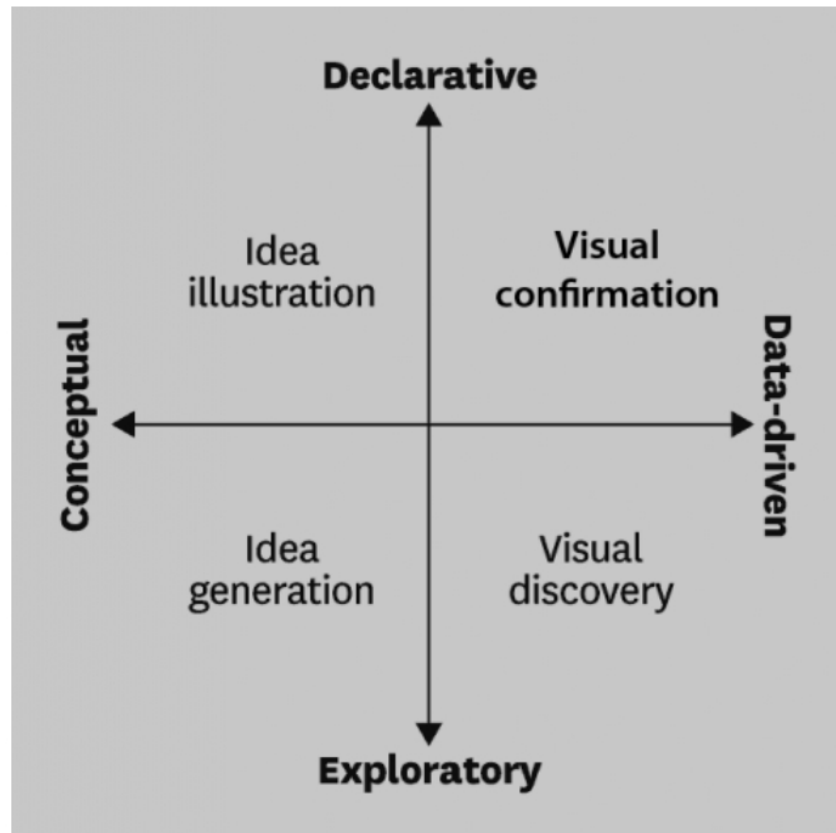 Declarative
Idea
illustration
Visual
confirmation
Conceptual
Data-driven
Idea
generation
Visual
discovery
Exploratory